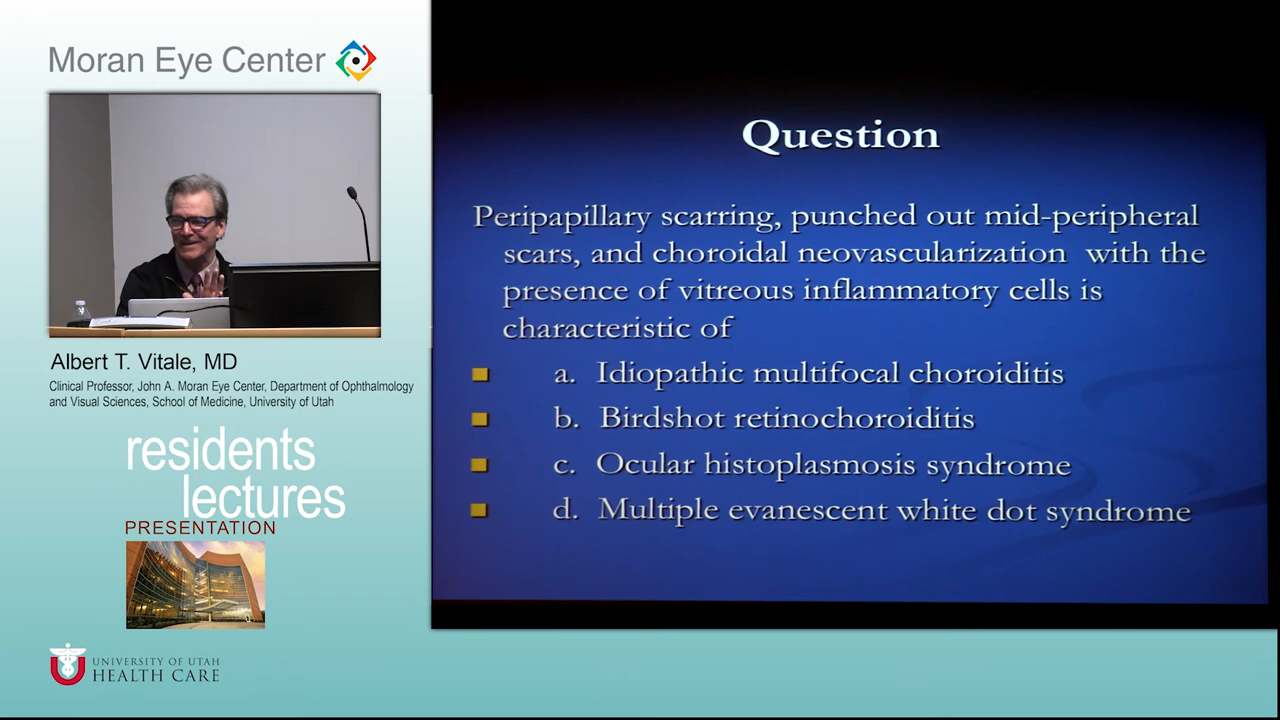 Moran Eye Center
Albert T. Vitale, MD
Clinical Professor, John A. Moran Eye Center, Department of Ophthalmology
and Visual Sciences, School of Medicine, University of Utah
residents
lectures
PRESENTATION
UNIVERSITY OF UTAH
HEALTH CARE
Question
Peripapillary scarring, punched out mid-peripheral
scars, and choroidal neovascularization with the
presence of vitreous inflammatory cells is
characteristic of
a. Idiopathic multifocal choroiditis
b. Birdshot retinochoroiditis
c. Ocular histoplasmosis syndrome
d. Multiple evanescent white dot syndrome